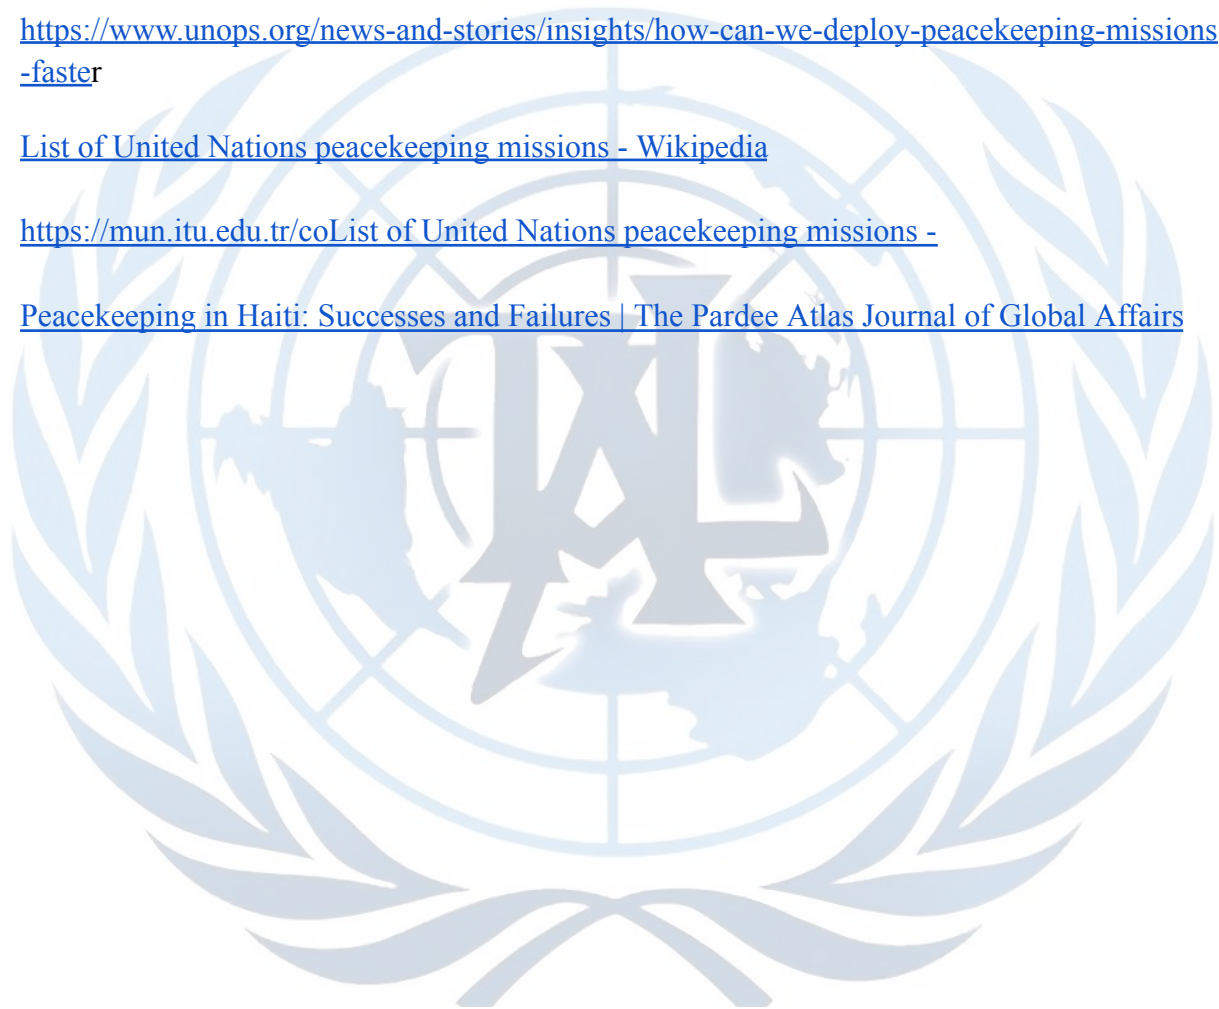 https://www.unops.org/news-and-stories/insights/how-can-we-deploy-peacekeeping-missions
-faster
List of United Nations peacekeeping missions - Wikipedia
https://mun.itu.edu.tr/coList of United Nations peacekeeping missions -
Peacekeeping in Haiti: Successes and Failures | The Pardee Atlas Journal of Global Affairs